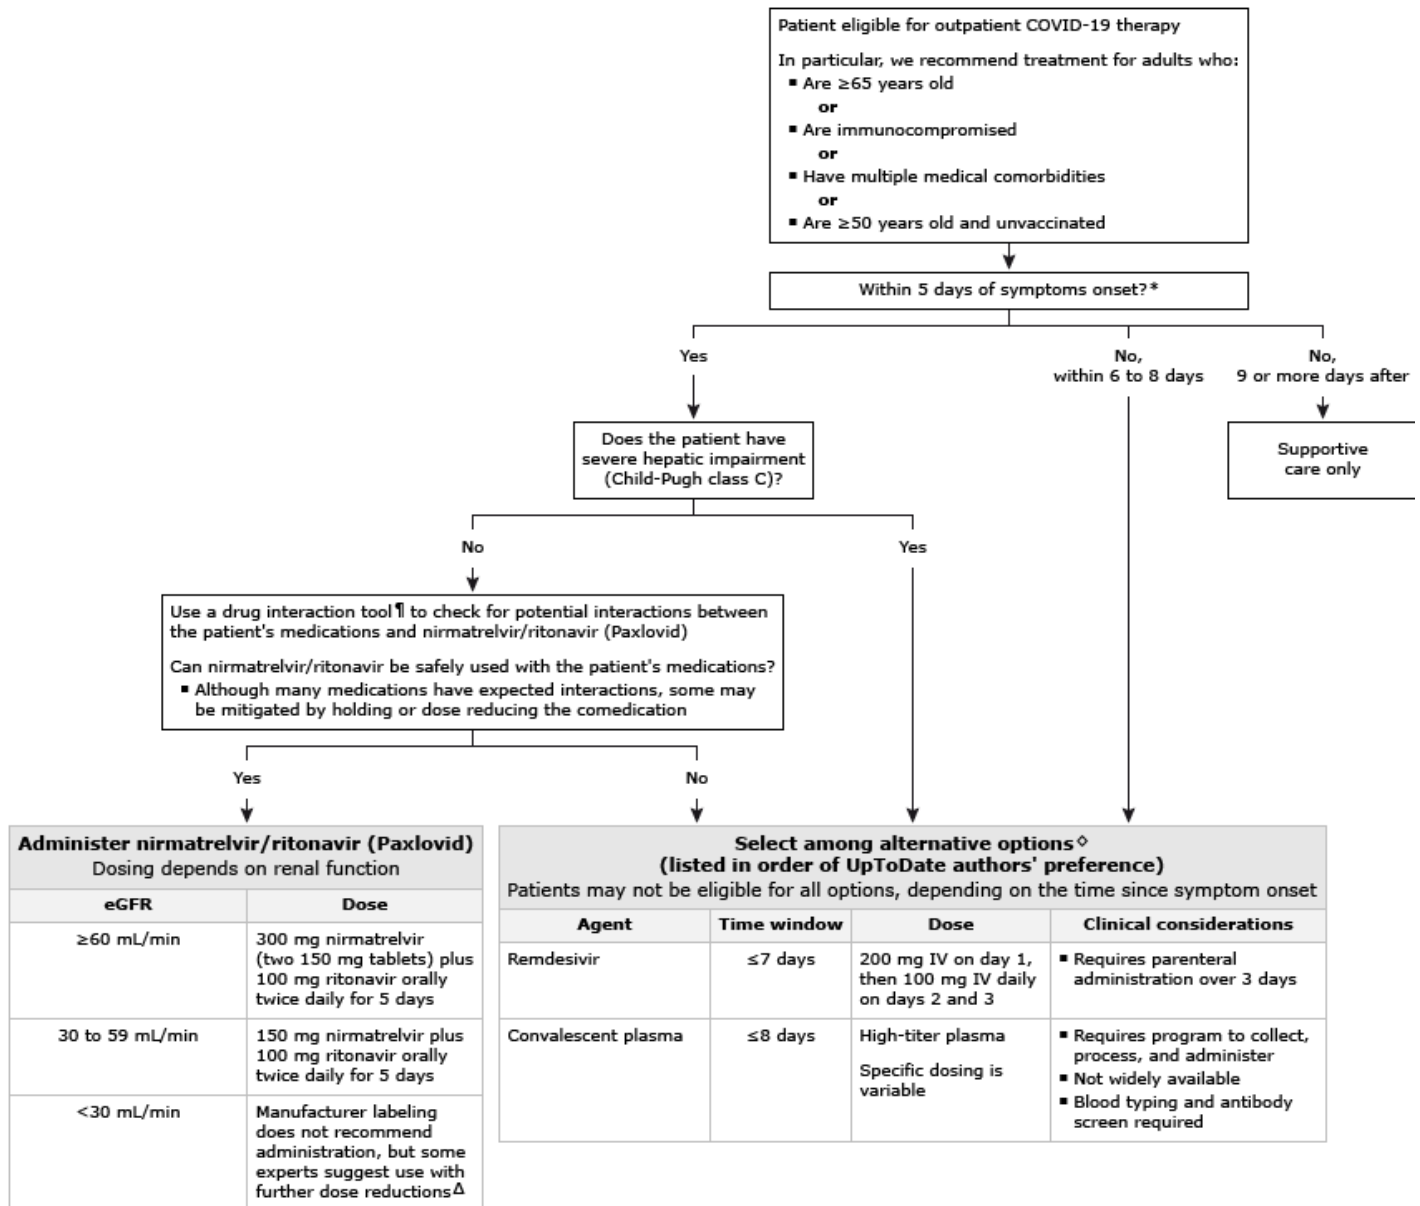 Patient eligible for outpatient COVID-19 therapy
In particular, we recommend treatment for adults who:
▪ Are ≥65 years old
or
▪ Are immunocompromised
or
▪ Have multiple medical comorbidities
or
▪ Are ≥50 years old and unvaccinated
Within 5 days of symptoms onset?*
Yes
No,
within 6 to 8 days
No,
9 or more days after
Does the patient have
severe hepatic impairment
(Child-Pugh class C)?
Supportive
care only
No
Yes
Use a drug interaction tool¶ to check for potential interactions between
the patient's medications and nirmatrelvir/ritonavir (Paxlovid)
Can nirmatrelvir/ritonavir be safely used with the patient's medications?
▪ Although many medications have expected interactions, some may
be mitigated by holding or dose reducing the comedication
Yes
No
Administer nirmatrelvir/ritonavir (Paxlovid)
Dosing depends on renal function
eGFR
Dose
≥60 mL/min
300 mg nirmatrelvir
(two 150 mg tablets) plus
100 mg ritonavir orally
twice daily for 5 days
30 to 59 mL/min
150 mg nirmatrelvir plus
100 mg ritonavir orally
twice daily for 5 days
<30 mL/min
Manufacturer labeling
does not recommend
administration, but some
experts suggest use with
further dose reductionsΔ
Select among alternative options◇
(listed in order of UpToDate authors' preference)
Patients may not be eligible for all options, depending on the time since symptom onset
Agent
Time window
Dose
Clinical considerations
Remdesivir
≤7 days
200 mg IV on day 1,
then 100 mg IV daily
on days 2 and 3
▪ Requires parenteral
administration over 3 days
Convalescent plasma
≤8 days
High-titer plasma
Specific dosing is
variable
▪ Requires program to collect,
process, and administer
▪ Not widely available
▪ Blood typing and antibody
screen required